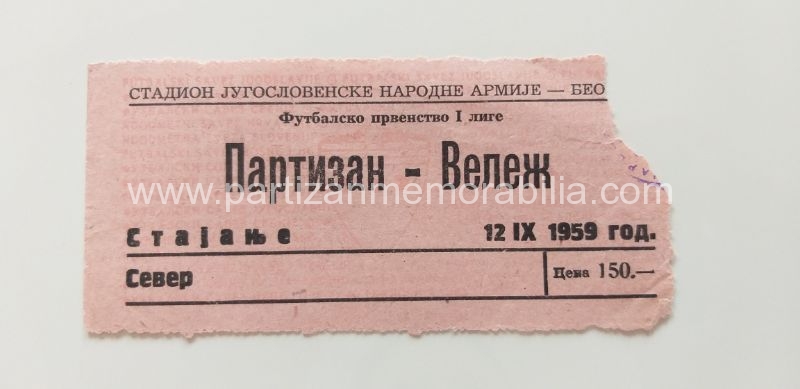 СТАДИОН ЈУГОСЛОВЕНСКЕ НАРОДНЕ АРМИЈЕ — БЕО
Футбалско првенство I лиге
Партизан - Вележ
www.partizanmemorabilia.com
Стајање 12 IX 1959 год.
Север Цена 150.—